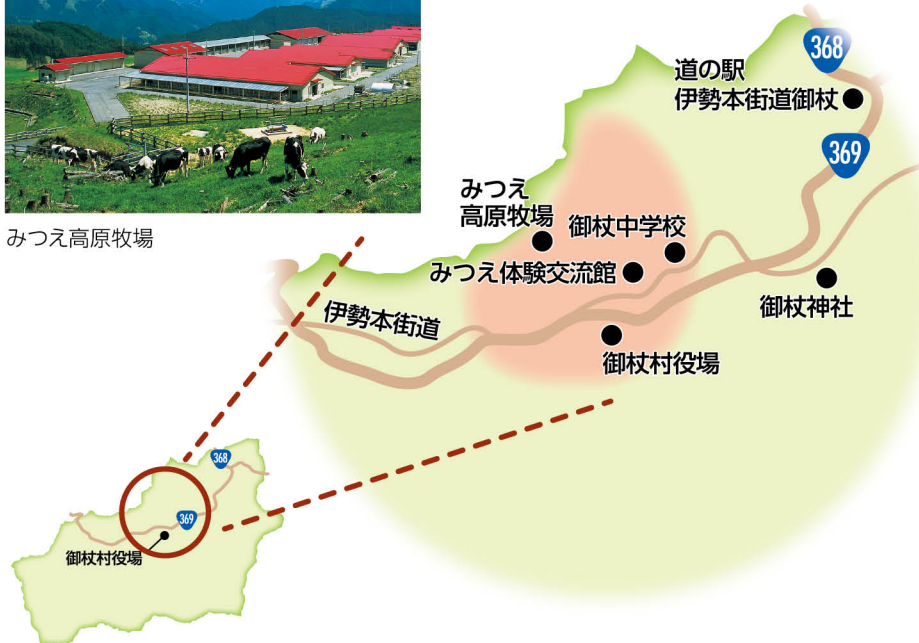 みつえ高原牧場
368
道の駅
伊勢本街道御杖
369
みつえ
高原牧場
御杖中学校
みつえ体験交流館
御杖神社
伊勢本街道
御杖村役場
368
369
御杖村役場